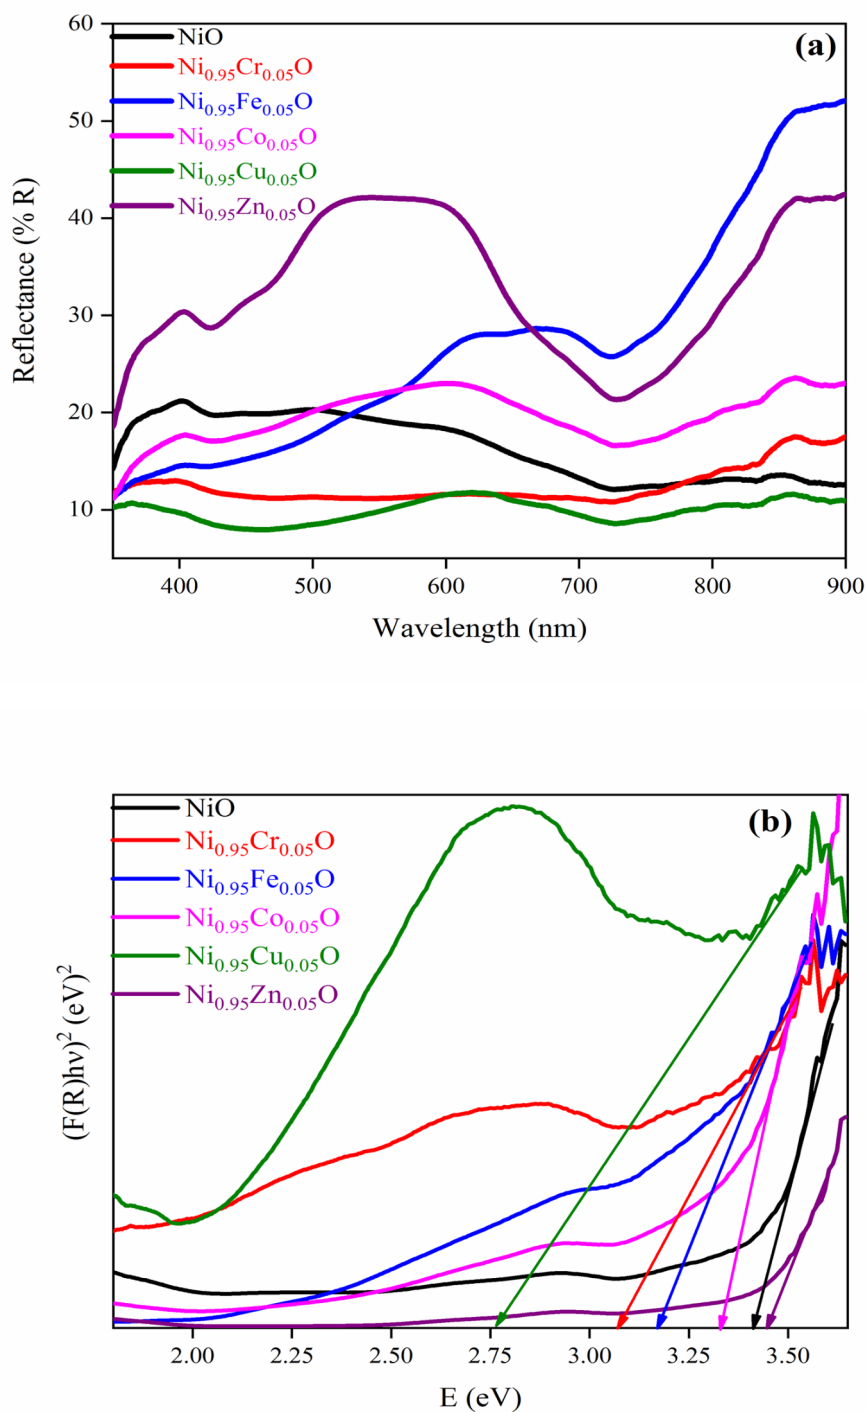 (a)
NiO
Ni0.95Cr0.05O
Ni0.95Fe0.05O
Ni0.95Co0.05O
Ni0.95Cu0.05O
Ni0.95Zn0.05O
60
50
40
30
20
10
Reflectance (% R)
400 500 600 700 800 900
Wavelength (nm)
(b)
NiO
Ni0.95Cr0.05O
Ni0.95Fe0.05O
Ni0.95Co0.05O
Ni0.95Cu0.05O
Ni0.95Zn0.05O
(F(R)hν)2 (eV)2
2.00 2.25 2.50 2.75 3.00 3.25 3.50
E (eV)